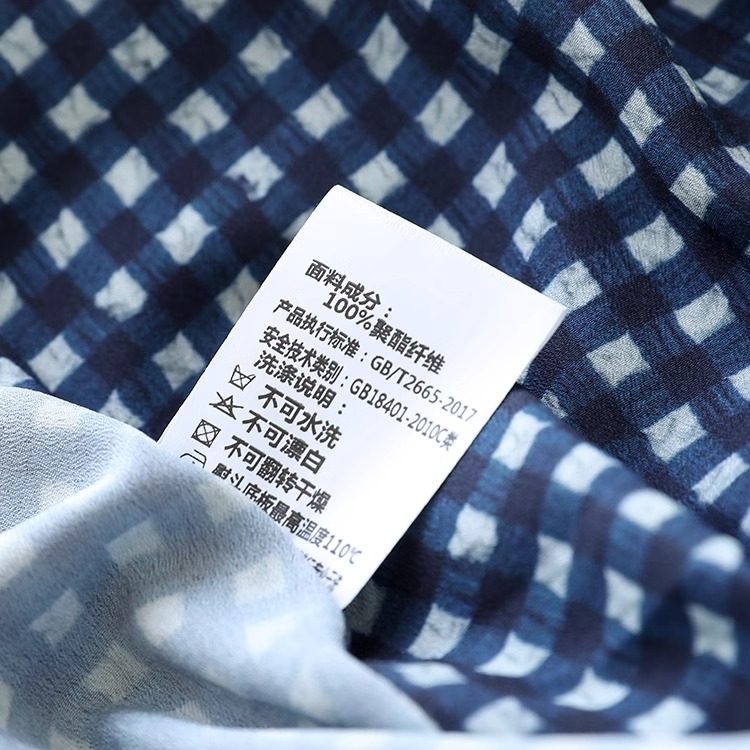 面料成分：
100%聚酯纤维
产品执行标准：GB/T2665-2017
安全技术类别：GB18401-2010C类
洗涤说明：
不可水洗
不可漂白
不可翻转干燥
熨斗底板最高温度110℃